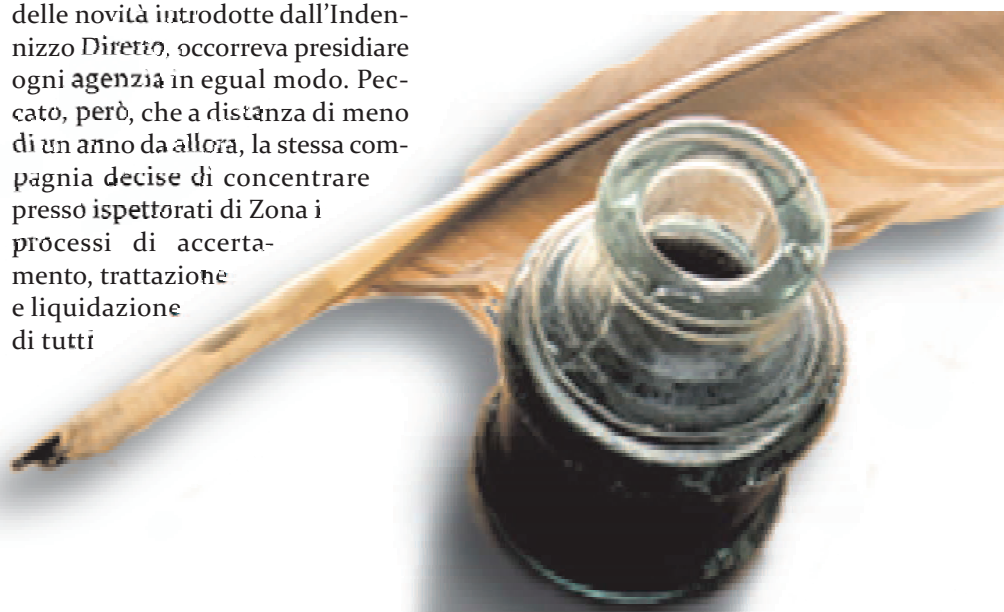 delle novità introdotte dall'Inden-
nizzo Diretto, occorreva presidiare
ogni agenzia in egual modo. Pec-
cato, però, che a distanza di meno
di un anno da allora, la stessa com-
pagnia decise di concentrare
presso ispettorati di Zona i
processi di accerta-
mento, trattazione
e liquidazione
di tutti